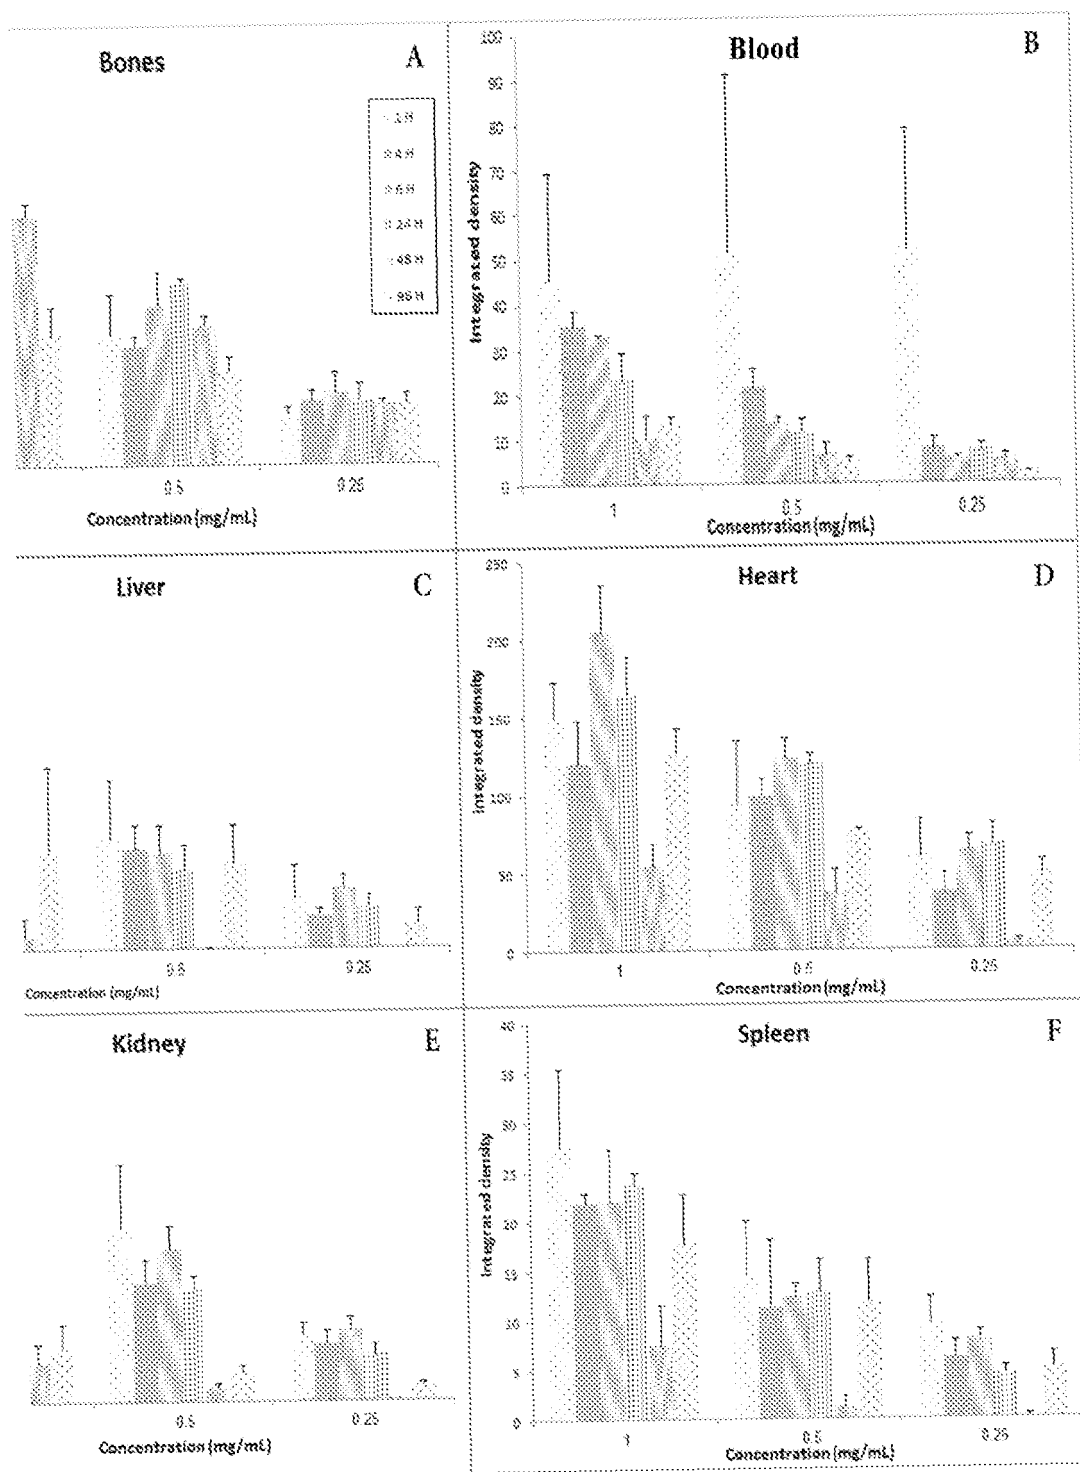 Bones
A
2 H
4 H
6 H
24 H
48 H
96 H
0.5
0.25
Concentration (mg/mL)
Blood
B
Integrated density
100
90
80
70
60
50
40
30
20
10
0
1
0.5
0.25
Concentration (mg/mL)
Liver
C
0.5
0.25
Concentration (mg/mL)
Heart
D
Integrated density
250
200
150
100
50
0
1
0.5
0.25
Concentration (mg/mL)
Kidney
E
0.5
0.25
Concentration (mg/mL)
Spleen
F
Integrated density
40
35
30
25
20
15
10
5
0
1
0.5
0.25
Concentration (mg/mL)